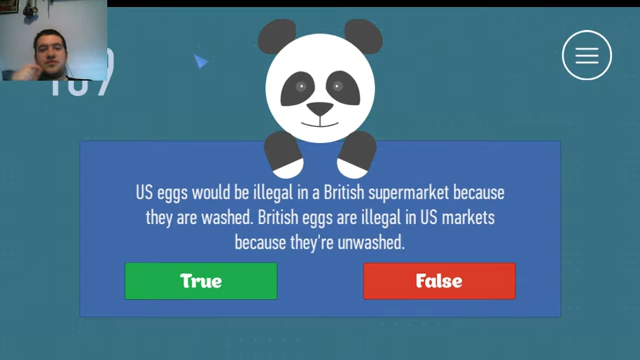 US eggs would be illegal in a British supermarket because
they are washed. British eggs are illegal in US markets
because they're unwashed.
True
False